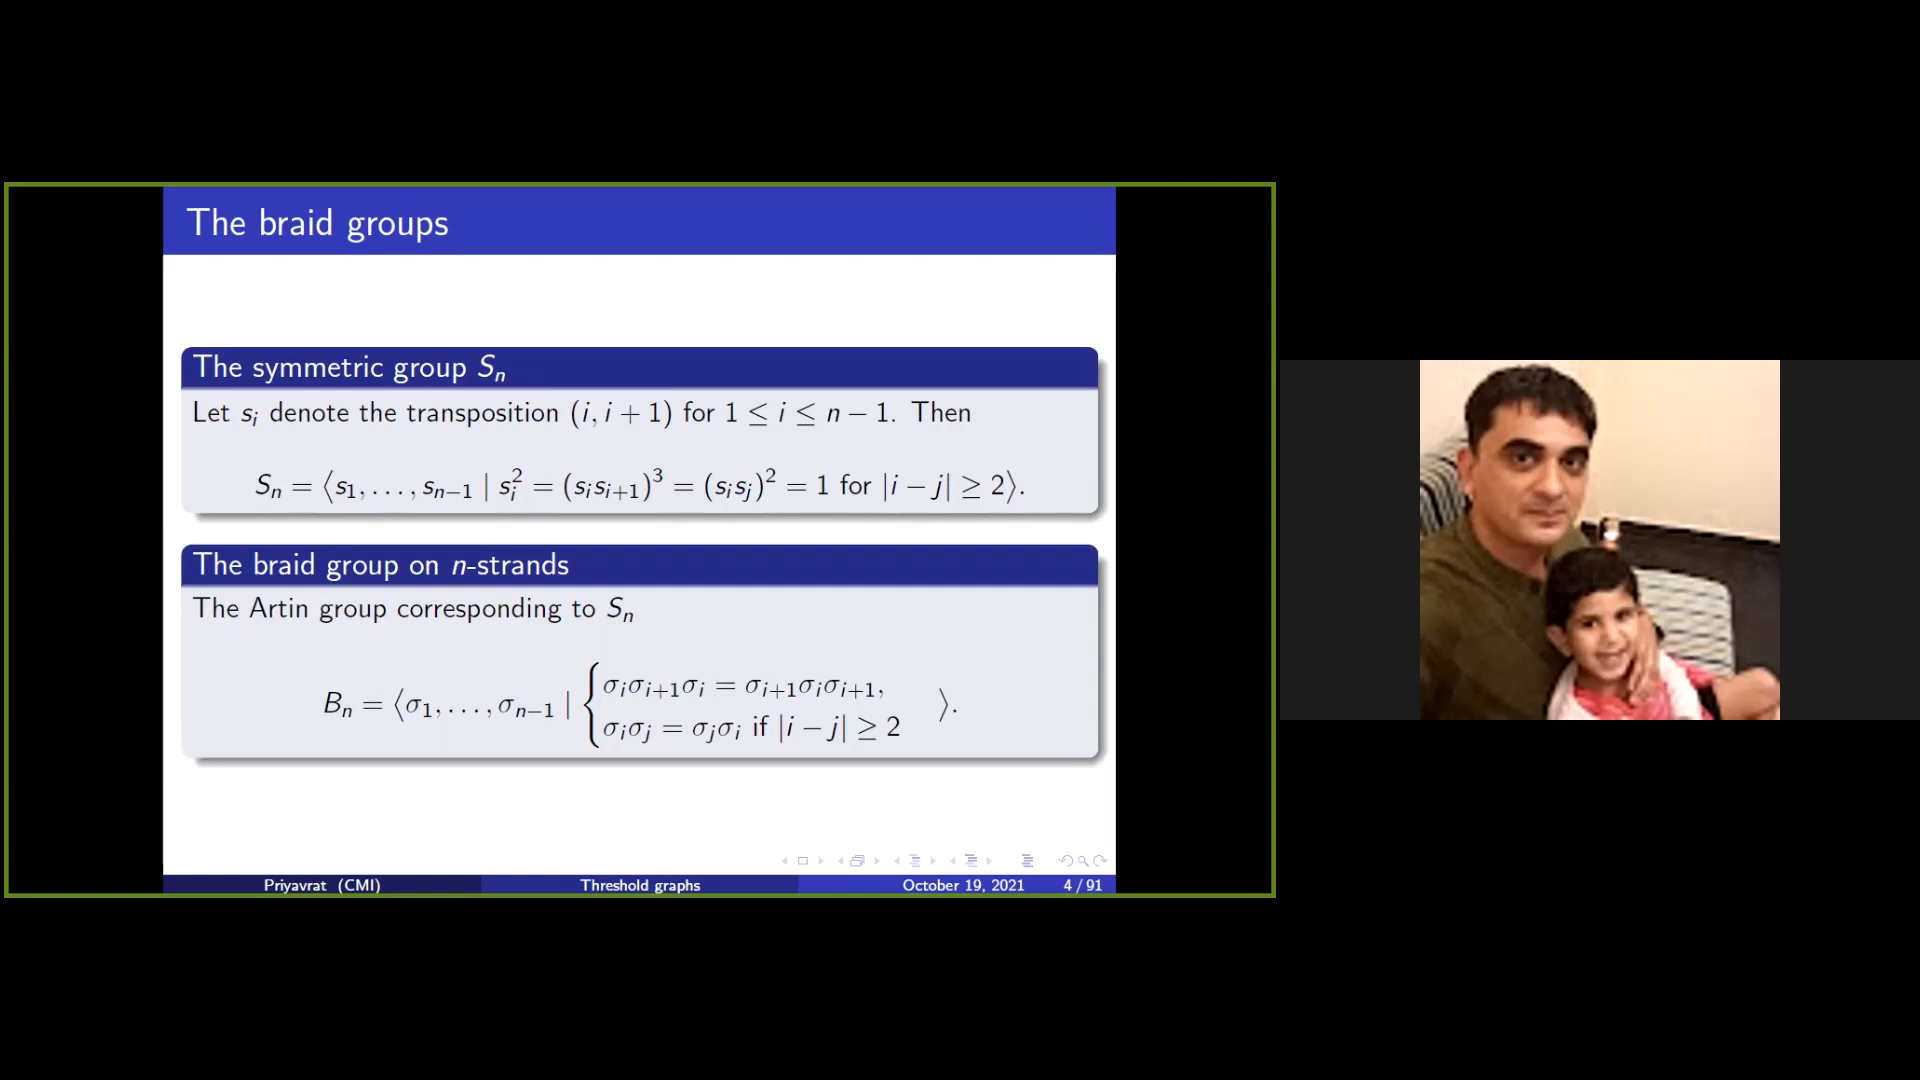 The braid groups
The symmetric group Sₙ
Let sᵢ denote the transposition (i, i + 1) for 1 ≤ i ≤ n − 1. Then
Sₙ = ⟨s₁, . . . , sₙ₋₁ | sᵢ² = (sᵢsᵢ₊₁)³ = (sᵢsⱼ)² = 1 for |i − j| ≥ 2⟩.
The braid group on n-strands
The Artin group corresponding to Sₙ
Bₙ = ⟨σ₁, . . . , σₙ₋₁ | { σᵢσᵢ₊₁σᵢ = σᵢ₊₁σᵢσᵢ₊₁,
σᵢσⱼ = σⱼσᵢ if |i − j| ≥ 2 ⟩.
Priyavrat (CMI) Threshold graphs October 19, 2021 4 / 91